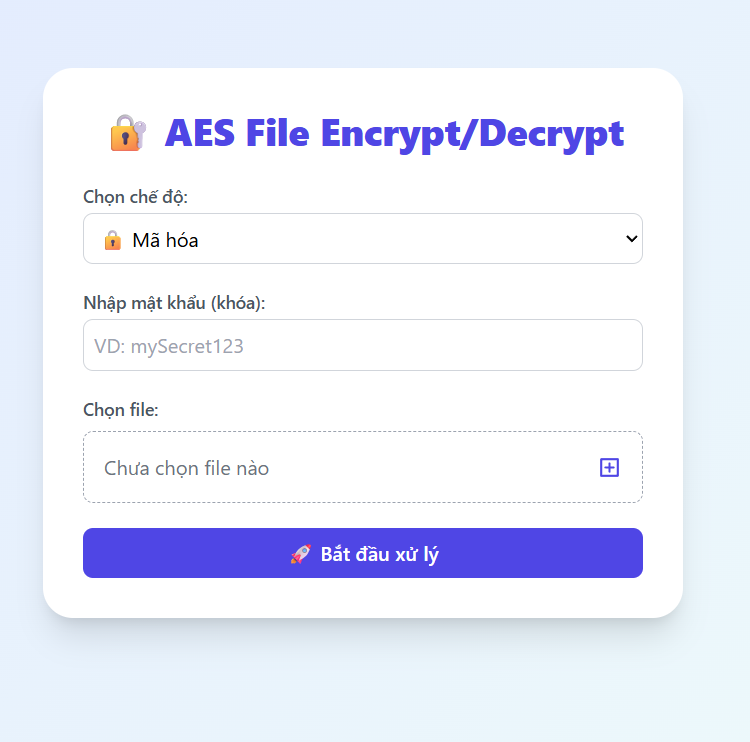 🔐 AES File Encrypt/Decrypt
Chọn chế độ:
🔒 Mã hóa
Nhập mật khẩu (khóa):
VD: mySecret123
Chọn file:
Chưa chọn file nào
🚀 Bắt đầu xử lý